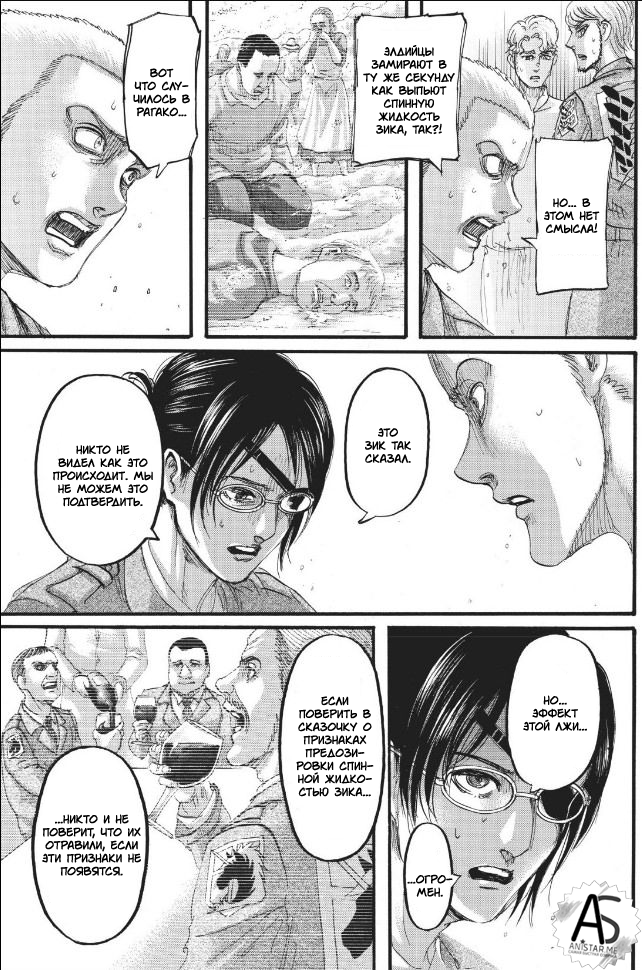 НО... В
ЭТОМ НЕТ
СМЫСЛА!
ЭЛДИЙЦЫ
ЗАМИРАЮТ В
ТУ ЖЕ СЕКУНДУ
КАК ВЫПЬЮТ
СПИННУЮ
ЖИДКОСТЬ
ЗИКА, ТАК?!
ВОТ
ЧТО СЛУ-
ЧИЛОСЬ В
РАГАКО...
ЭТО
ЗИК ТАК
СКАЗАЛ.
НИКТО НЕ
ВИДЕЛ КАК ЭТО
ПРОИСХОДИТ. МЫ
НЕ МОЖЕМ ЭТО
ПОДТВЕРДИТЬ.
НО...
ЭФФЕКТ
ЭТОЙ ЛЖИ...
...ОГРО-
МЕН.
ЕСЛИ
ПОВЕРИТЬ В
СКАЗОЧКУ О
ПРИЗНАКАХ
ПРЕДОЗИ-
РОВКИ СПИН-
НОЙ ЖИДКО-
СТЬЮ ЗИКА...
...НИКТО И НЕ
ПОВЕРИТ, ЧТО ИХ
ОТРАВИЛИ, ЕСЛИ
ЭТИ ПРИЗНАКИ НЕ
ПОЯВЯТСЯ.
AS
ANISTAR.ME